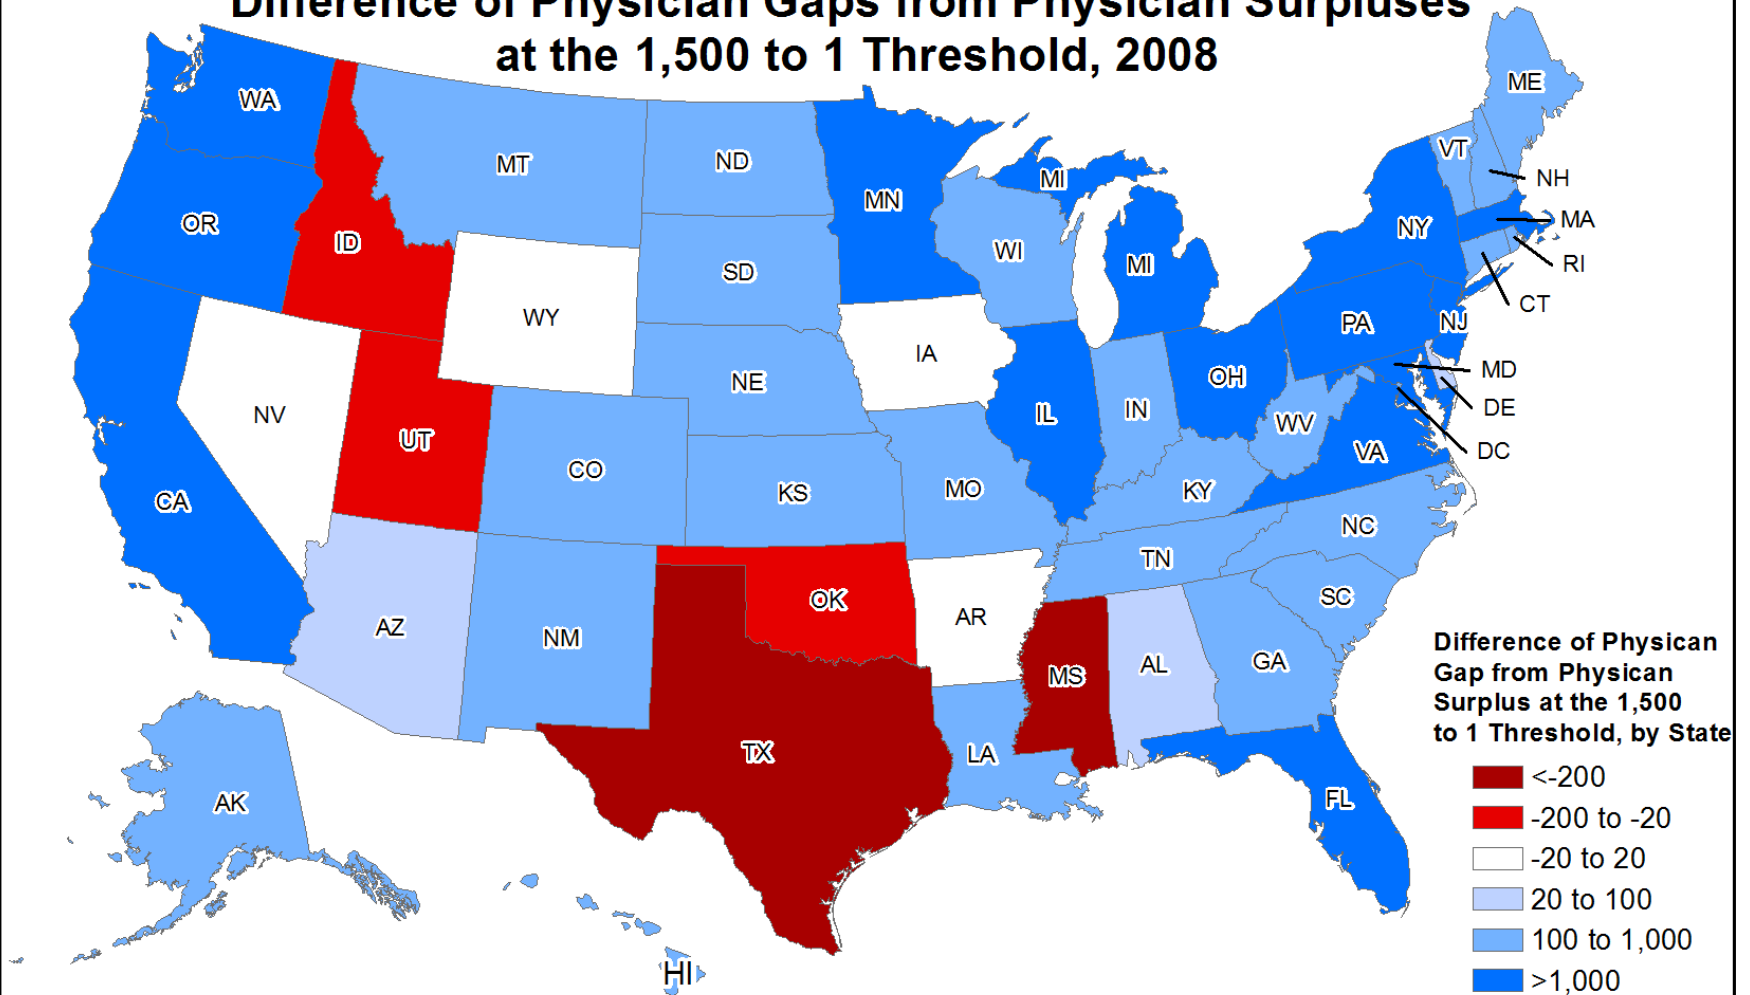 Difference of Physician Gaps from Physician Surpluses
at the 1,500 to 1 Threshold, 2008
ME
WA
VT
MT
ND
NH
MI
MN
MA
OR
NY
ID
WI
RI
MI
SD
CT
WY
PA
NJ
IA
MD
OH
NE
DE
IN
NV
IL
WV
UT
DC
VA
CO
KY
MO
KS
CA
NC
TN
SC
OK
AR
AZ
NM
Difference of Physican
GA
AL
Gap from Physican
MS
Surplus at the 1,500
to 1 Threshold, by State
TX
LA
<-200
FL
AK
-200 to -20
-20 to 20
20 to 100
100 to 1,000
HI
>1,000